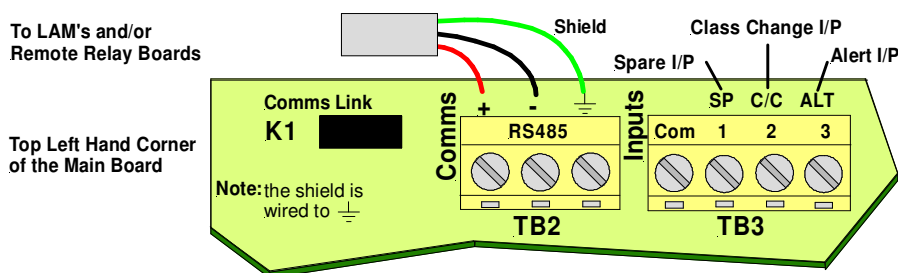 To LAM's and/or
Remote Relay Boards
Shield
Class Change I/P
Spare I/P
Alert I/P
SP C/C ALT
Comms Link
K1
+ -
Comms
RS485
Inputs
Com 1 2 3
Top Left Hand Corner
of the Main Board
Note: the shield is
wired to
TB2
TB3